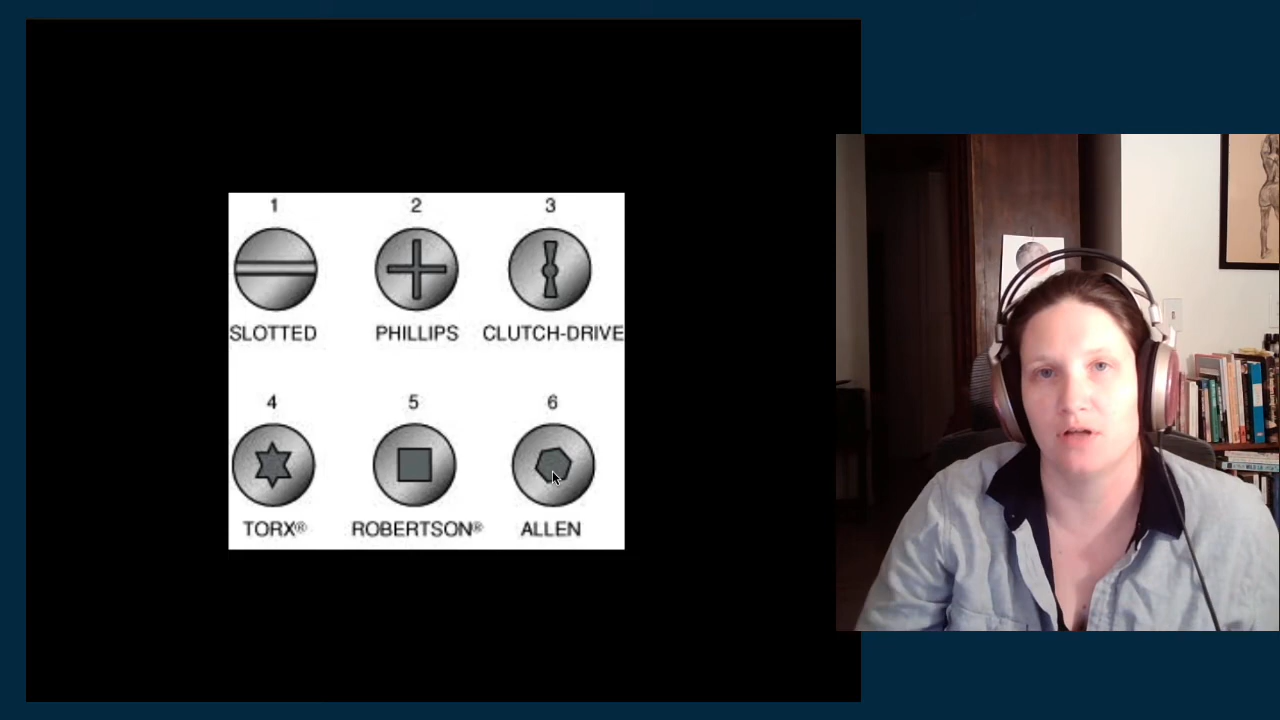 1 2 3
SLOTTED PHILLIPS CLUTCH-DRIVE
4 5 6
TORX® ROBERTSON® ALLEN